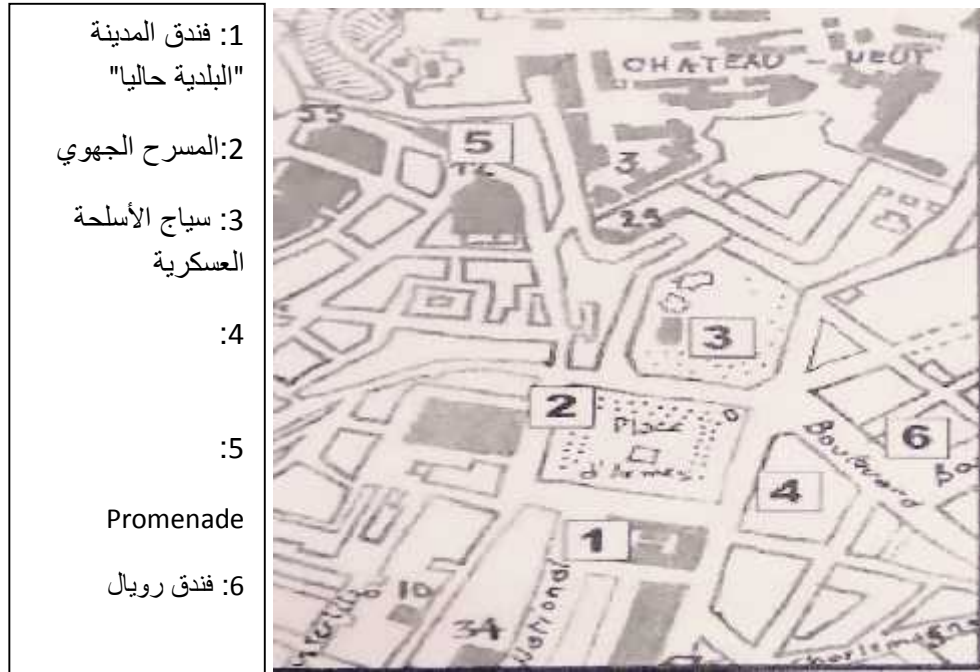 1: فندق المدينة
"البلدية حاليا"
2:المسرح الجهوي
3: سياج الأسلحة
العسكرية
4:
5:
Promenade
6: فندق رويال
CHATEAU - NEUF
55
5
3
25
3
2
Place
d'Armes
Boulevard
6
4
1
National
10
34